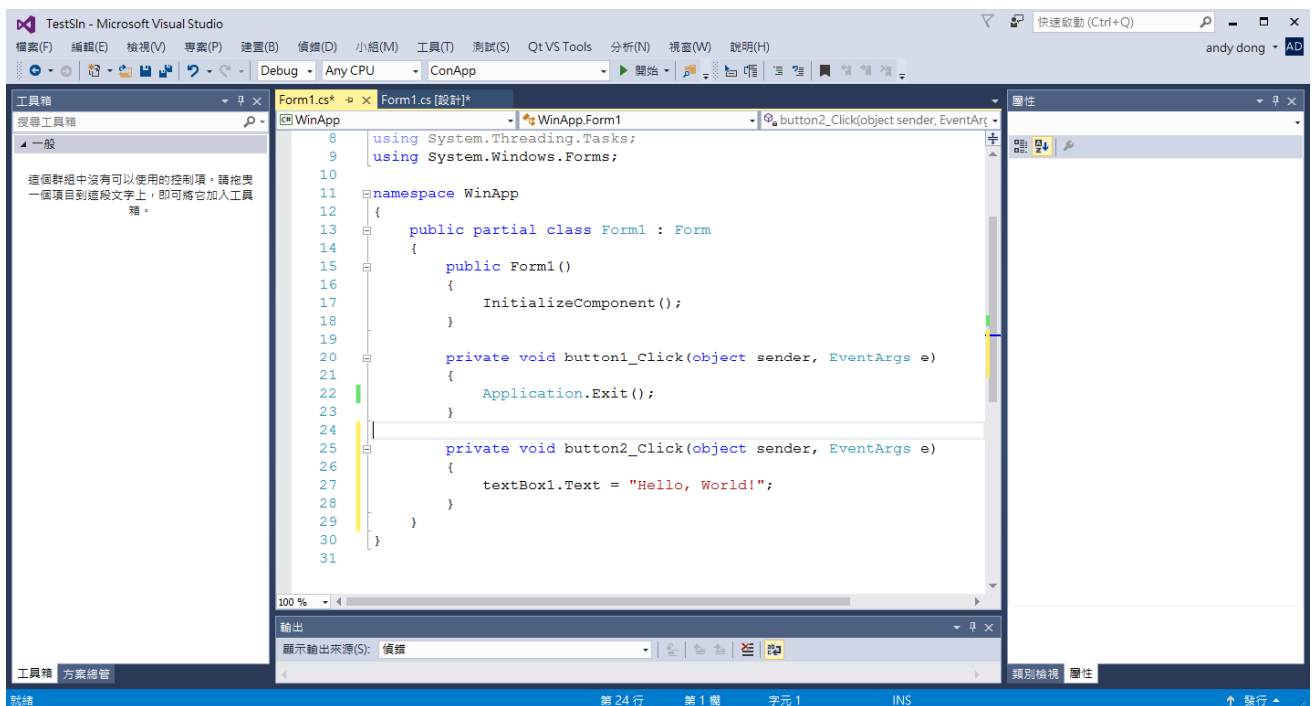 TestSln - Microsoft Visual Studio 快速啟動 (Ctrl+Q)
檔案(F) 編輯(E) 檢視(V) 專案(P) 建置(B) 偵錯(D) 小組(M) 工具(T) 測試(S) Qt VS Tools 分析(N) 視窗(W) 說明(H) andy dong AD
Debug Any CPU ConApp 開始
工具箱
搜尋工具箱
一般
這個群組中沒有可以使用的控制項。請拖曳
一個項目到這段文字上，即可將它加入工具
箱。
工具箱 方案總管
Form1.cs* Form1.cs [設計]*
WinApp WinApp.Form1 button2_Click(object sender, EventArg
8 using System.Threading.Tasks;
9 using System.Windows.Forms;
10
11 namespace WinApp
12 {
13 public partial class Form1 : Form
14 {
15 public Form1()
16 {
17 InitializeComponent();
18 }
19
20 private void button1_Click(object sender, EventArgs e)
21 {
22 Application.Exit();
23 }
24
25 private void button2_Click(object sender, EventArgs e)
26 {
27 textBox1.Text = "Hello, World!";
28 }
29 }
30 }
31
100 %
輸出
顯示輸出來源(S): 偵錯
屬性
類別檢視 屬性
就緒 第 24 行 第 1 欄 字元 1 INS 發行